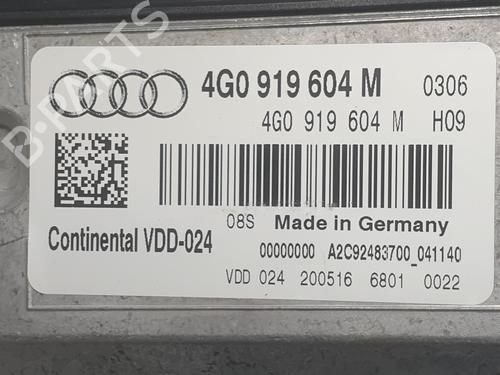 4G0 919 604 M 0306
4G0 919 604 M H09
08S Made in Germany
Continental VDD-024
00000000 A2C92483700_041140
VDD 024 200516 6801 0022
B-PARTS